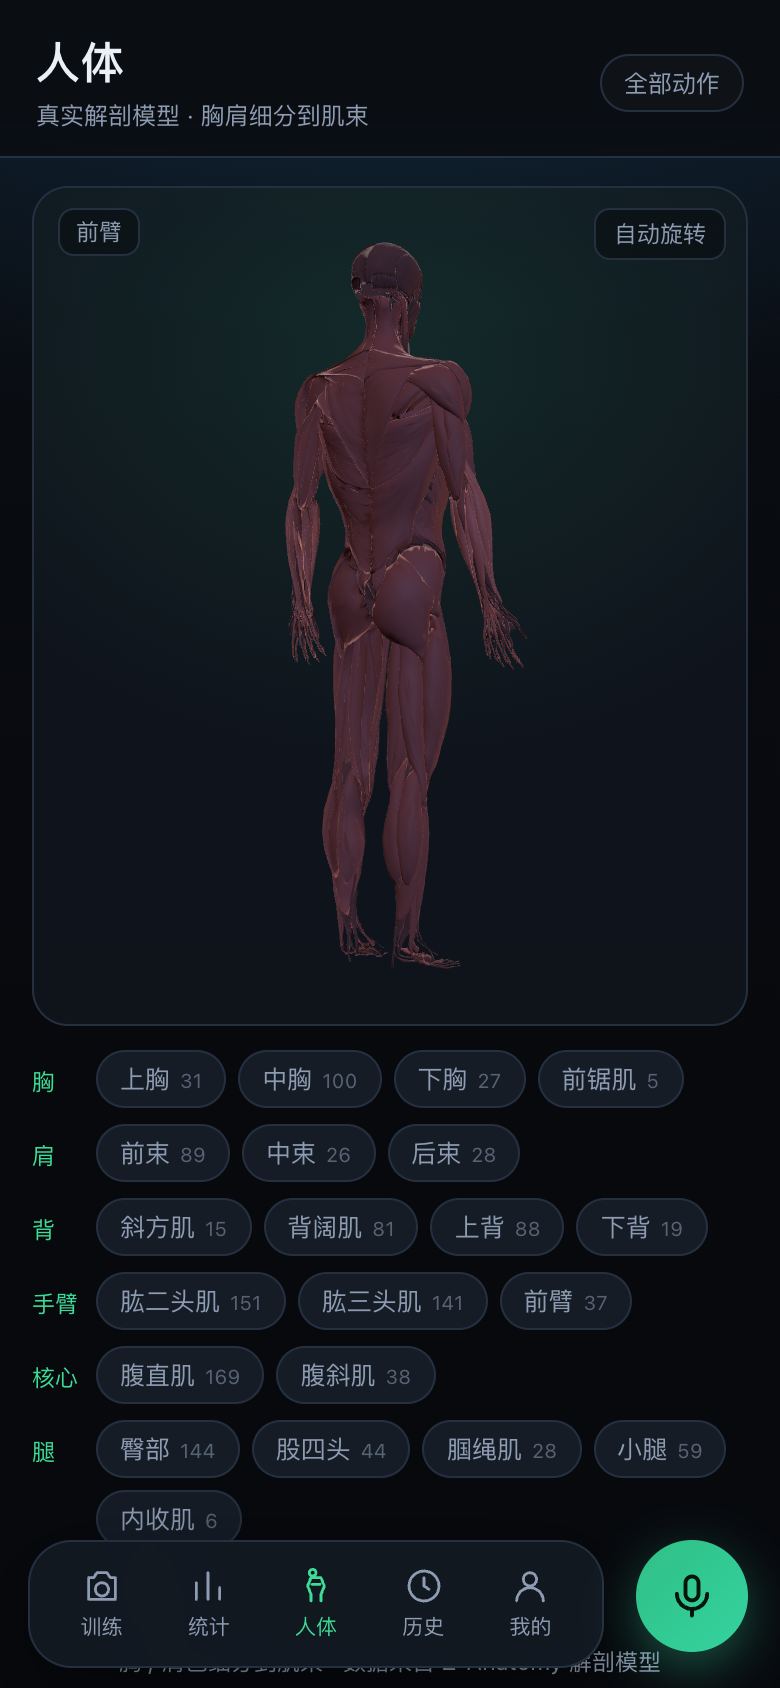 人体
全部动作
真实解剖模型 · 胸肩细分到肌束
前臂
自动旋转
胸 上胸 31 中胸 100 下胸 27 前锯肌 5
肩 前束 89 中束 26 后束 28
背 斜方肌 15 背阔肌 81 上背 88 下背 19
手臂 肱二头肌 151 肱三头肌 141 前臂 37
核心 腹直肌 169 腹斜肌 38
腿 臀部 144 股四头 44 腘绳肌 28 小腿 59
内收肌 6
训练 统计 人体 历史 我的
解剖模型